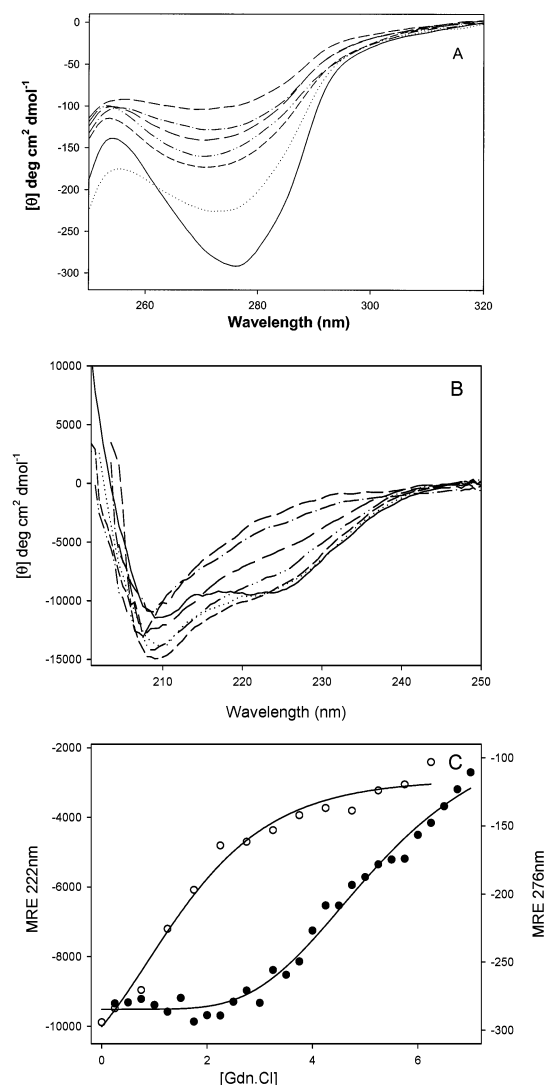 A
0
-50
-100
-150
-200
-250
-300
[θ] deg cm² dmol⁻¹
260 280 300 320
Wavelength (nm)
B
10000
5000
0
-5000
-10000
-15000
[θ] deg cm² dmol⁻¹
210 220 230 240 250
Wavelength (nm)
C
-2000
-4000
-6000
-8000
-10000
MRE 222nm
-100
-150
-200
-250
-300
MRE 276nm
0 2 4 6
[Gdn.Cl]